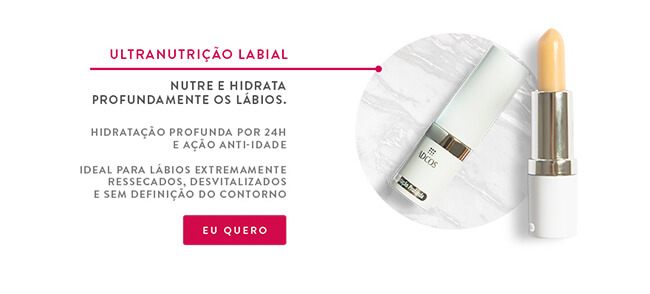 ULTRANUTRIÇÃO LABIAL
NUTRE E HIDRATA
PROFUNDAMENTE OS LÁBIOS.
HIDRATAÇÃO PROFUNDA POR 24H
E AÇÃO ANTI-IDADE
IDEAL PARA LÁBIOS EXTREMAMENTE
RESSECADOS, DESVITALIZADOS
E SEM DEFINIÇÃO DO CONTORNO
EU QUERO
ADCOS